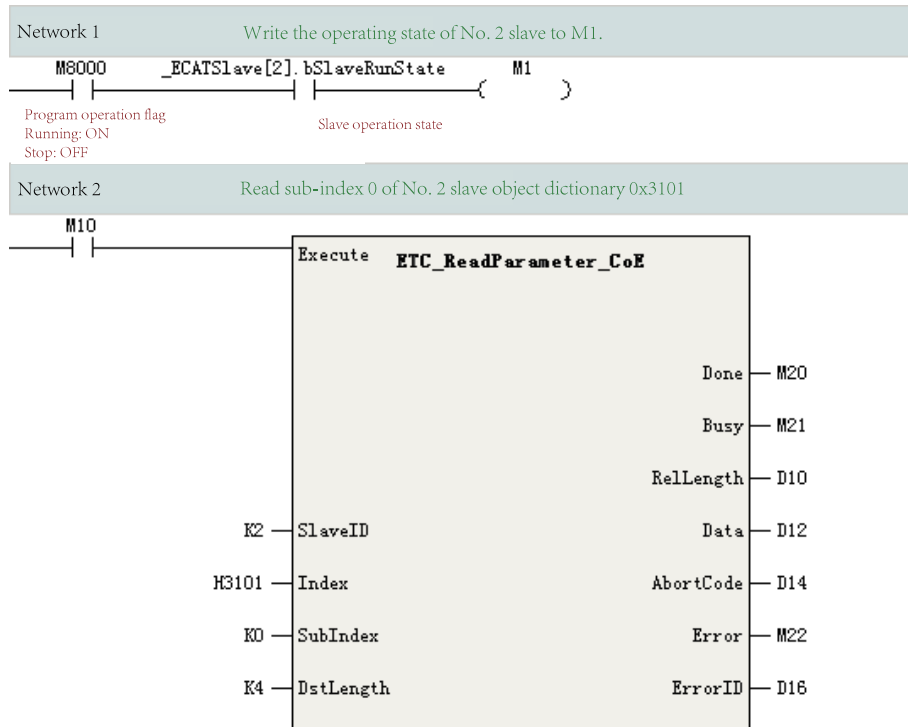 Network 1 Write the operating state of No. 2 slave to M1.
M8000 _ECATSlave[2].bSlaveRunState M1
Program operation flag
Running: ON
Stop: OFF
Slave operation state
Network 2 Read sub-index 0 of No. 2 slave object dictionary 0x3101
M10
Execute ETC_ReadParameter_CoE
Done M20
Busy M21
RelLength D10
K2 SlaveID Data D12
H3101 Index AbortCode D14
K0 SubIndex Error M22
K4 DstLength ErrorID D16